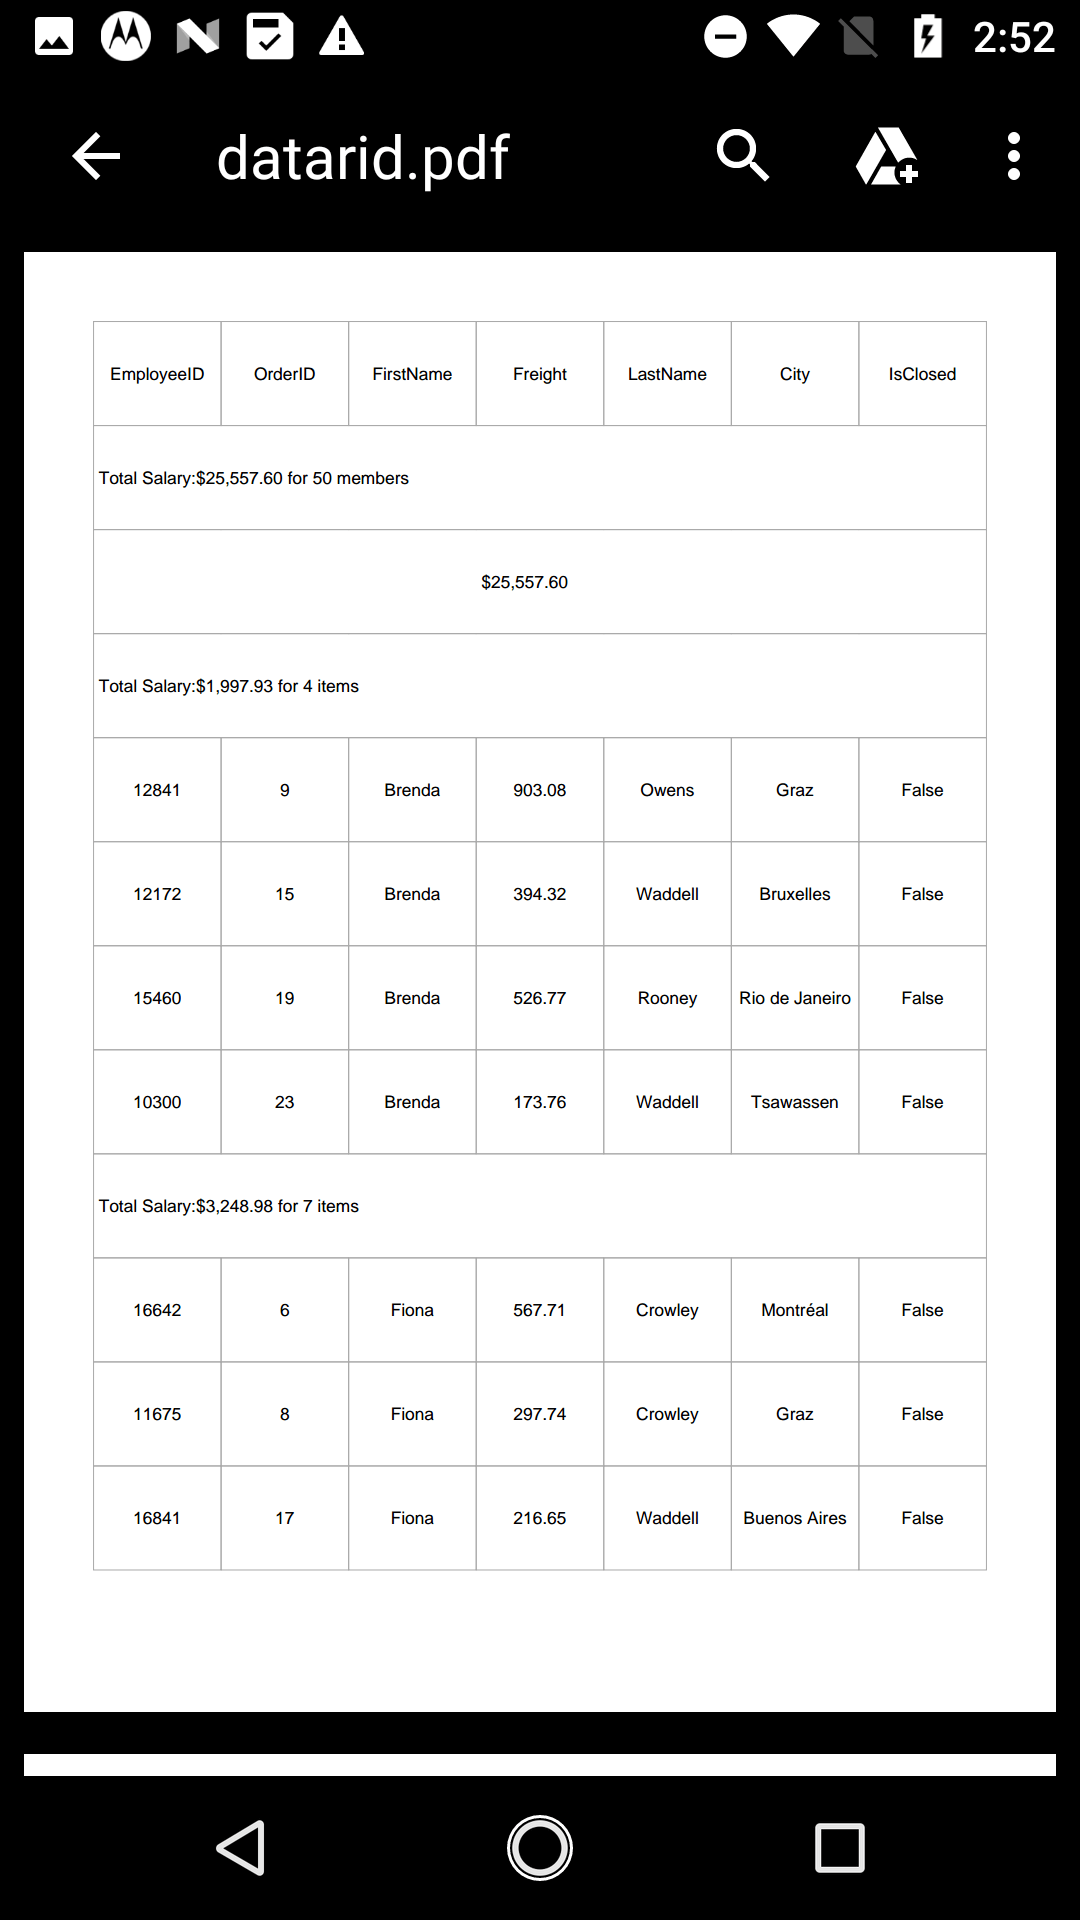 2:52
datarid.pdf
EmployeeID OrderID FirstName Freight LastName City IsClosed
Total Salary:$25,557.60 for 50 members
$25,557.60
Total Salary:$1,997.93 for 4 items
12841 9 Brenda 903.08 Owens Graz False
12172 15 Brenda 394.32 Waddell Bruxelles False
15460 19 Brenda 526.77 Rooney Rio de Janeiro False
10300 23 Brenda 173.76 Waddell Tsawassen False
Total Salary:$3,248.98 for 7 items
16642 6 Fiona 567.71 Crowley Montréal False
11675 8 Fiona 297.74 Crowley Graz False
16841 17 Fiona 216.65 Waddell Buenos Aires False